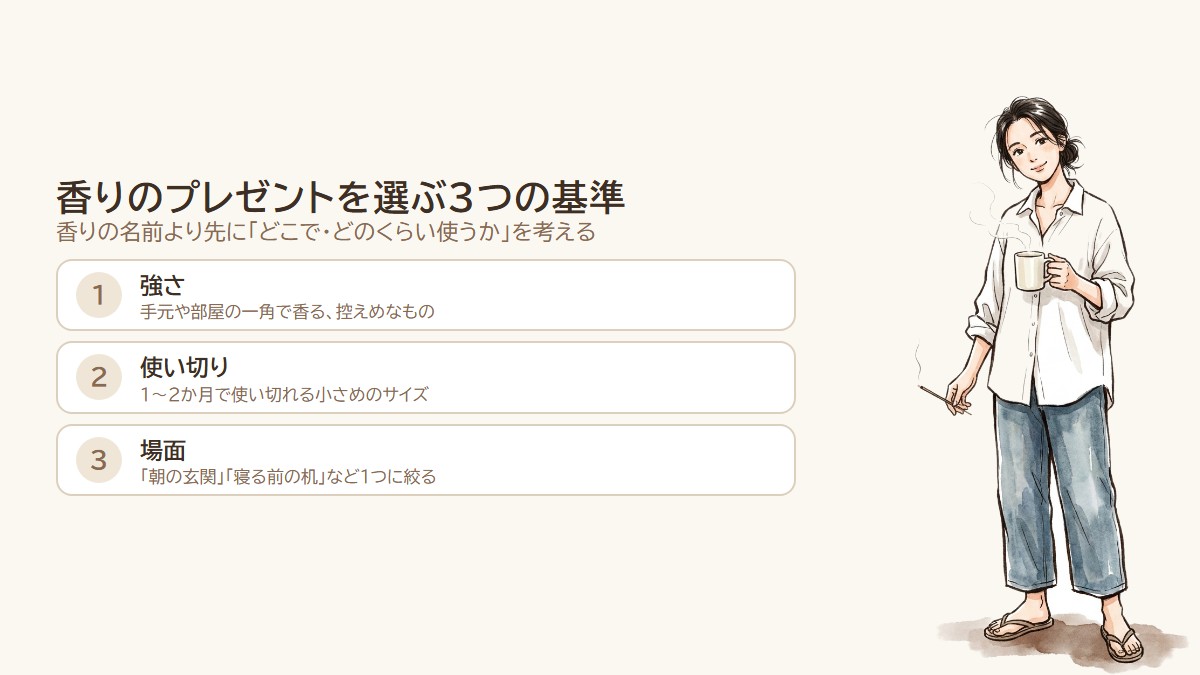 香りのプレゼントを選ぶ3つの基準
香りの名前より先に「どこで・どのくらい使うか」を考える
1
強さ
手元や部屋の一角で香る、控えめなもの
2
使い切り
1〜2か月で使い切れる小さめのサイズ
3
場面
「朝の玄関」「寝る前の机」など1つに絞る